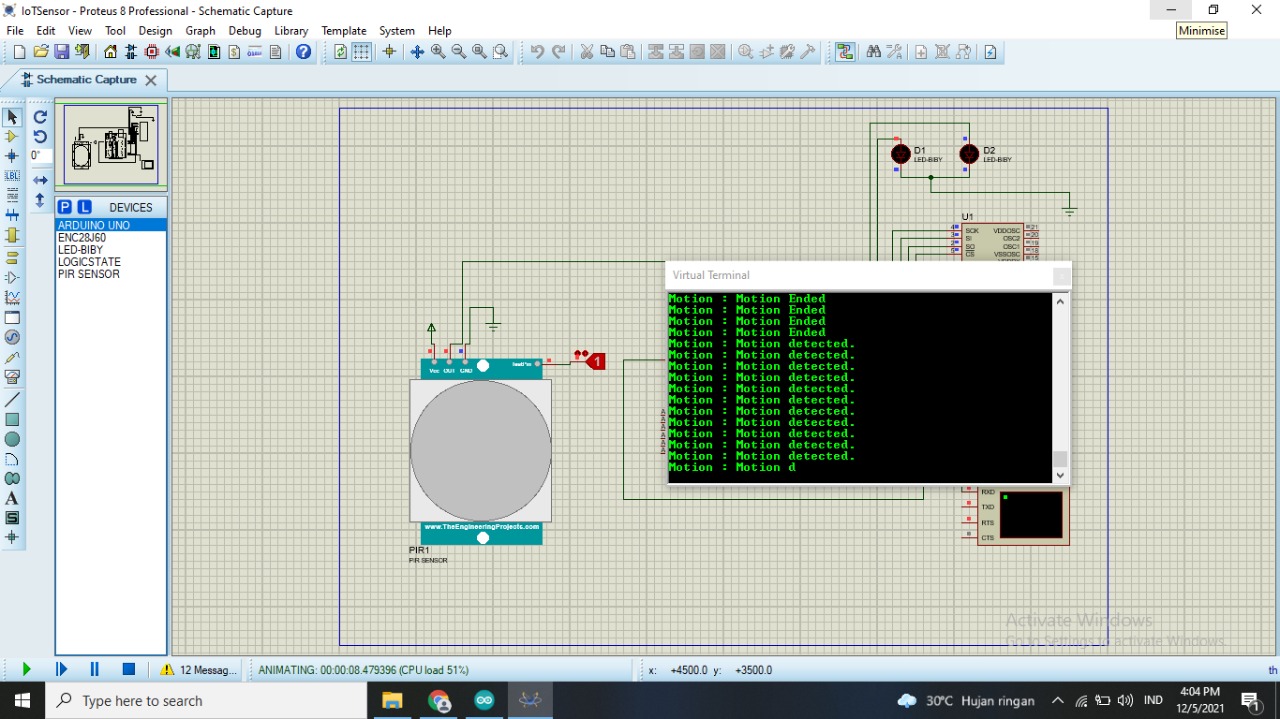 IoTSensor - Proteus 8 Professional - Schematic Capture
File Edit View Tool Design Graph Debug Library Template System Help
Minimise
Schematic Capture
0°
P L DEVICES
ARDUINO UNO
ENC28J60
LED-BIBY
LOGICSTATE
PIR SENSOR
D1
LED-BIBY
D2
LED-BIBY
U1
SCK VDDOSC
SI OSC2
SO OSC1
CS VSSOSC
Virtual Terminal
Motion : Motion Ended
Motion : Motion Ended
Motion : Motion Ended
Motion : Motion Ended
Motion : Motion detected.
Motion : Motion detected.
Motion : Motion detected.
Motion : Motion detected.
Motion : Motion detected.
Motion : Motion detected.
Motion : Motion detected.
Motion : Motion detected.
Motion : Motion detected.
Motion : Motion detected.
Motion : Motion detected.
Motion : Motion d
Vcc OUT GND TestPin
1
www.TheEngineeringProjects.com
PIR1
PIR SENSOR
RXD
TXD
RTS
CTS
Activate Windows
Go to Settings to activate Windows.
12 Messag...
ANIMATING: 00:00:08.479396 (CPU load 51%)
x: +4500.0 y: +3500.0
th
Type here to search
30°C Hujan ringan
IND
4:04 PM
12/5/2021
1